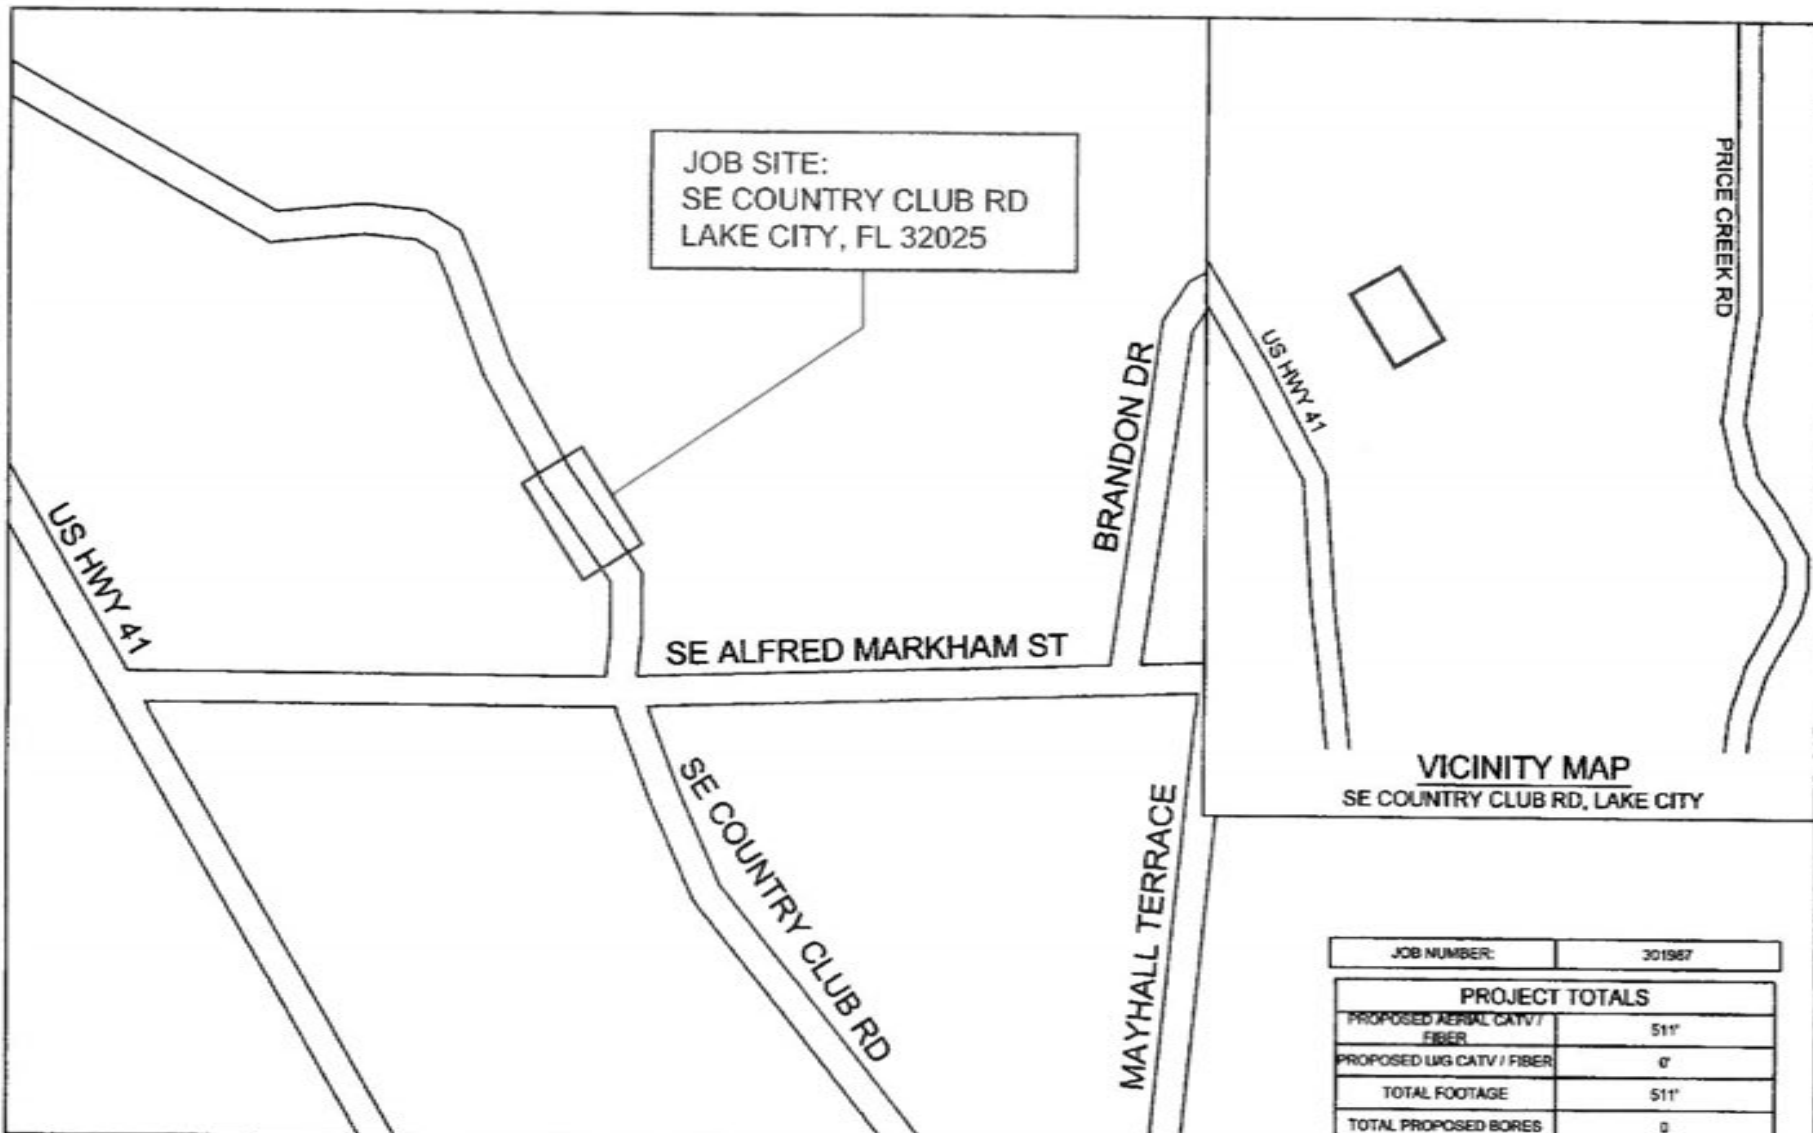 JOB SITE:
SE COUNTRY CLUB RD
LAKE CITY, FL 32025
PRICE CREEK RD
US HWY 41
BRANDON DR
US HWY 41
SE ALFRED MARKHAM ST
VICINITY MAP
SE COUNTRY CLUB RD, LAKE CITY
SE COUNTRY CLUB RD
MAYHALL TERRACE
JOB NUMBER: 301987
PROJECT TOTALS
PROPOSED AERIAL CATV /
FIBER 511'
PROPOSED U/G CATV / FIBER 0'
TOTAL FOOTAGE 511'
TOTAL PROPOSED BORES 0